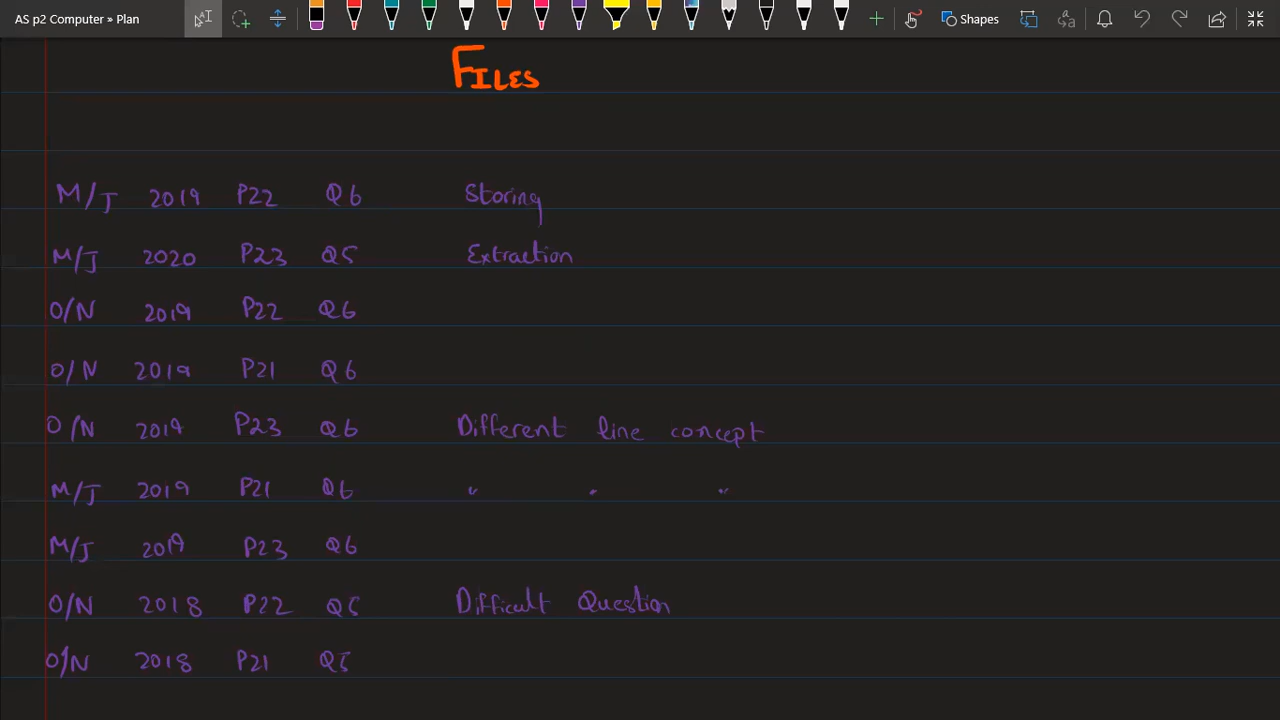 AS p2 Computer » Plan
Shapes
FILES
M/J 2019 P22 Q6 Storing
M/J 2020 P23 Q5 Extraction
O/N 2019 P22 Q6
O/N 2019 P21 Q6
O/N 2019 P23 Q6 Different line concept
M/J 2019 P21 Q6 " " "
M/J 2019 P23 Q6
O/N 2018 P22 Q5 Difficult Question
O/N 2018 P21 Q5